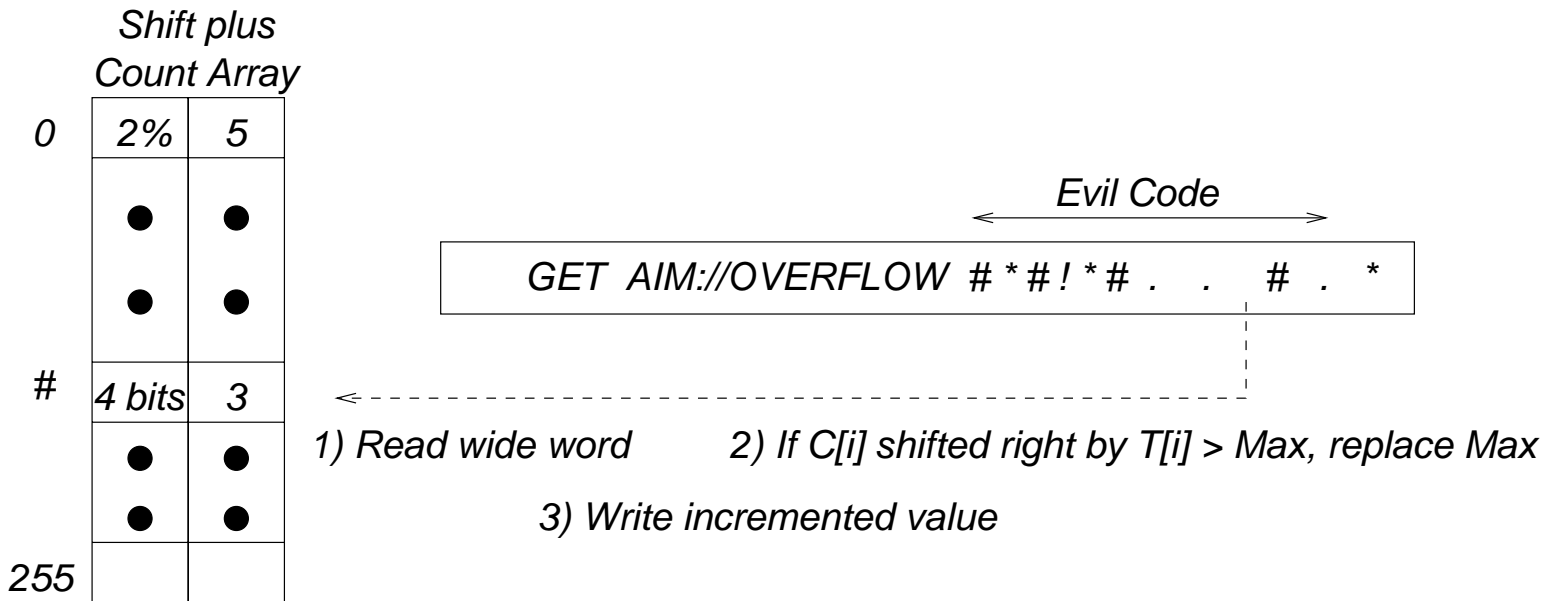 Shift plus
Count Array
0 2% 5
Evil Code
GET AIM://OVERFLOW # * # ! * # . . # . *
# 4 bits 3
1) Read wide word 2) If C[i] shifted right by T[i] > Max, replace Max
3) Write incremented value
255